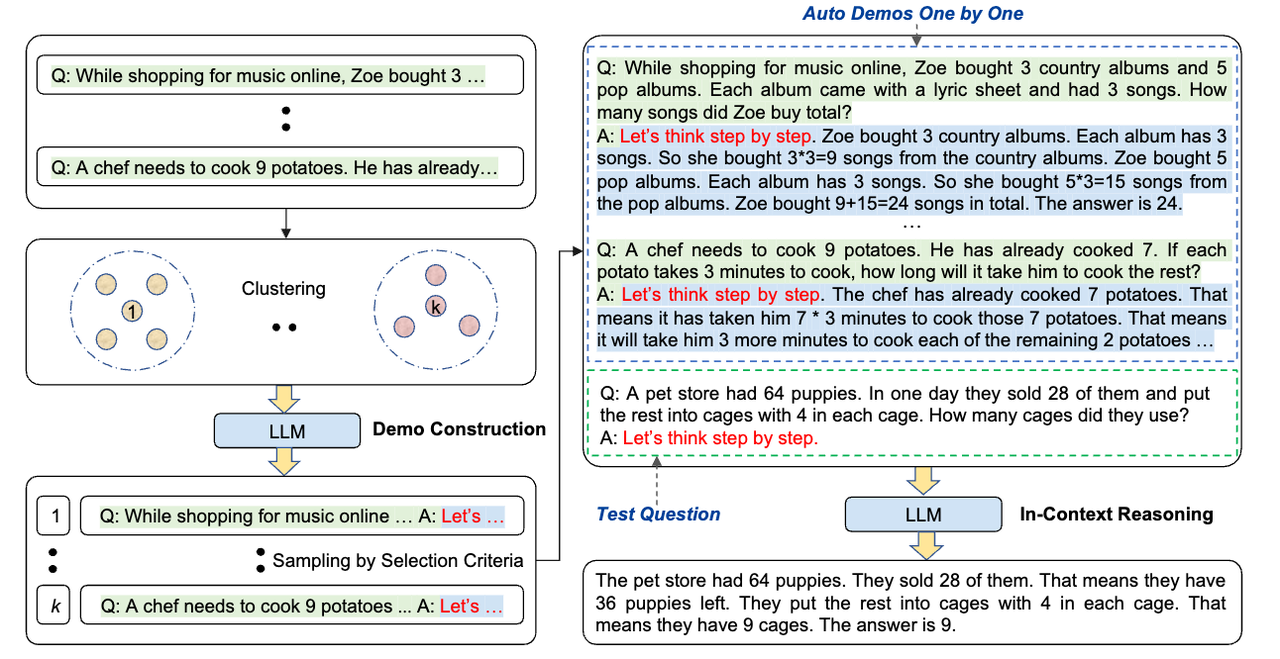 Q: While shopping for music online, Zoe bought 3 …
Q: A chef needs to cook 9 potatoes. He has already…
1
Clustering
k
LLM
Demo Construction
1
Q: While shopping for music online … A: Let’s …
Sampling by Selection Criteria
k
Q: A chef needs to cook 9 potatoes ... A: Let’s …
Auto Demos One by One
Q: While shopping for music online, Zoe bought 3 country albums and 5
pop albums. Each album came with a lyric sheet and had 3 songs. How
many songs did Zoe buy total?
A: Let’s think step by step. Zoe bought 3 country albums. Each album has 3
songs. So she bought 3*3=9 songs from the country albums. Zoe bought 5
pop albums. Each album has 3 songs. So she bought 5*3=15 songs from
the pop albums. Zoe bought 9+15=24 songs in total. The answer is 24.
…
Q: A chef needs to cook 9 potatoes. He has already cooked 7. If each
potato takes 3 minutes to cook, how long will it take him to cook the rest?
A: Let’s think step by step. The chef has already cooked 7 potatoes. That
means it has taken him 7 * 3 minutes to cook those 7 potatoes. That means
it will take him 3 more minutes to cook each of the remaining 2 potatoes …
Q: A pet store had 64 puppies. In one day they sold 28 of them and put
the rest into cages with 4 in each cage. How many cages did they use?
A: Let’s think step by step.
Test Question
LLM
In-Context Reasoning
The pet store had 64 puppies. They sold 28 of them. That means they have
36 puppies left. They put the rest into cages with 4 in each cage. That
means they have 9 cages. The answer is 9.